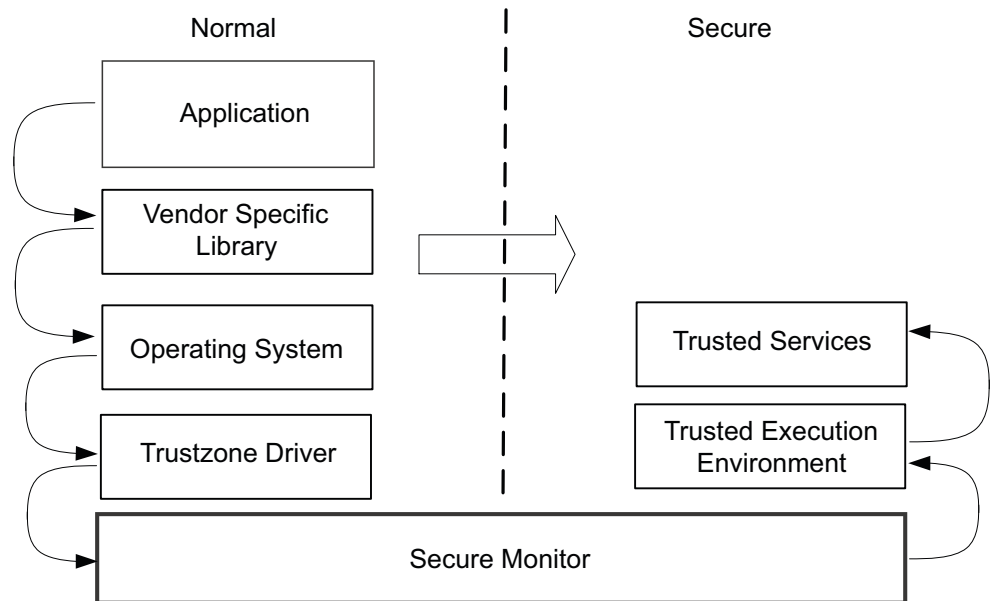 Normal
Secure
Application
Vendor Specific
Library
Operating System
Trusted Services
Trustzone Driver
Trusted Execution
Environment
Secure Monitor